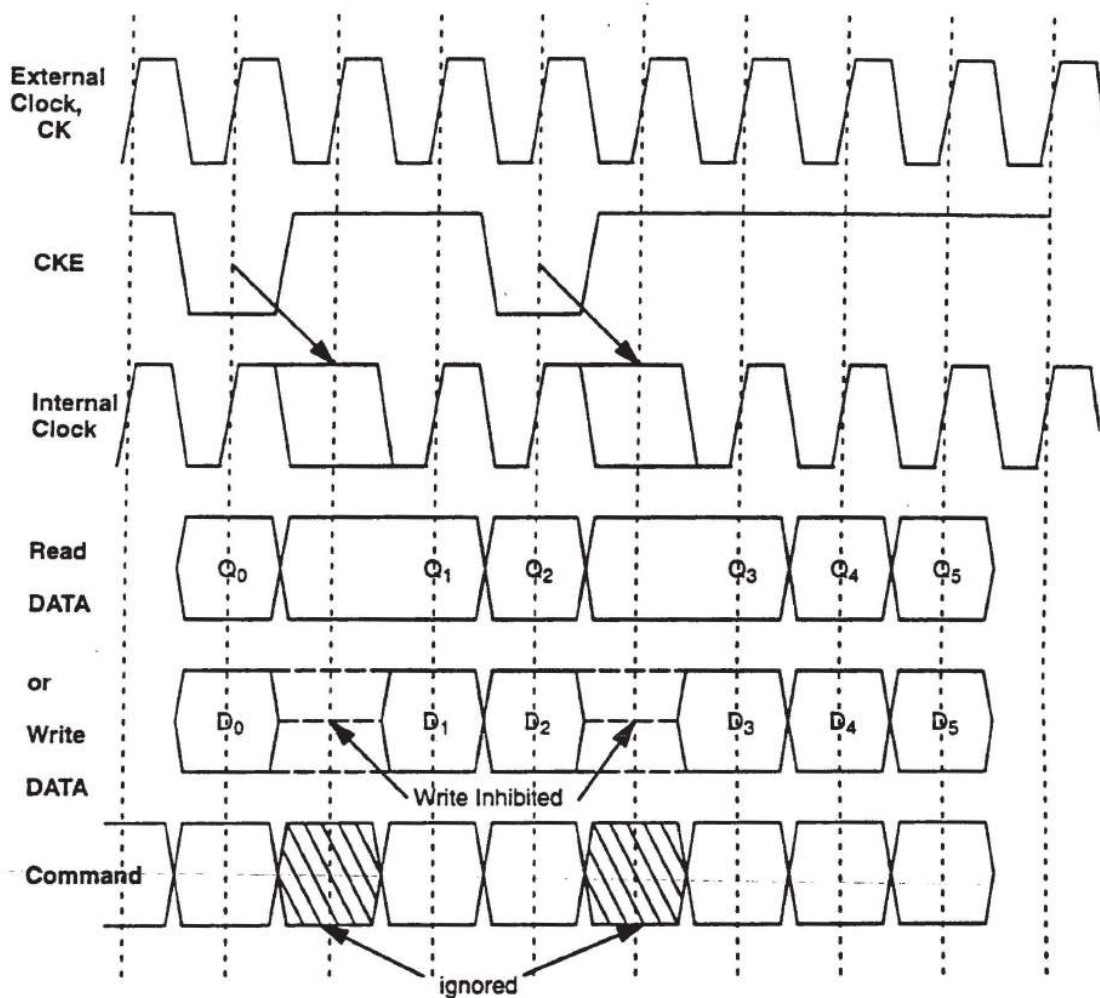 External
Clock,
CK
CKE
Internal
Clock
Read
DATA
Q0 Q1 Q2 Q3 Q4 Q5
or
Write
DATA
D0 D1 D2 D3 D4 D5
Write Inhibited
Command
ignored